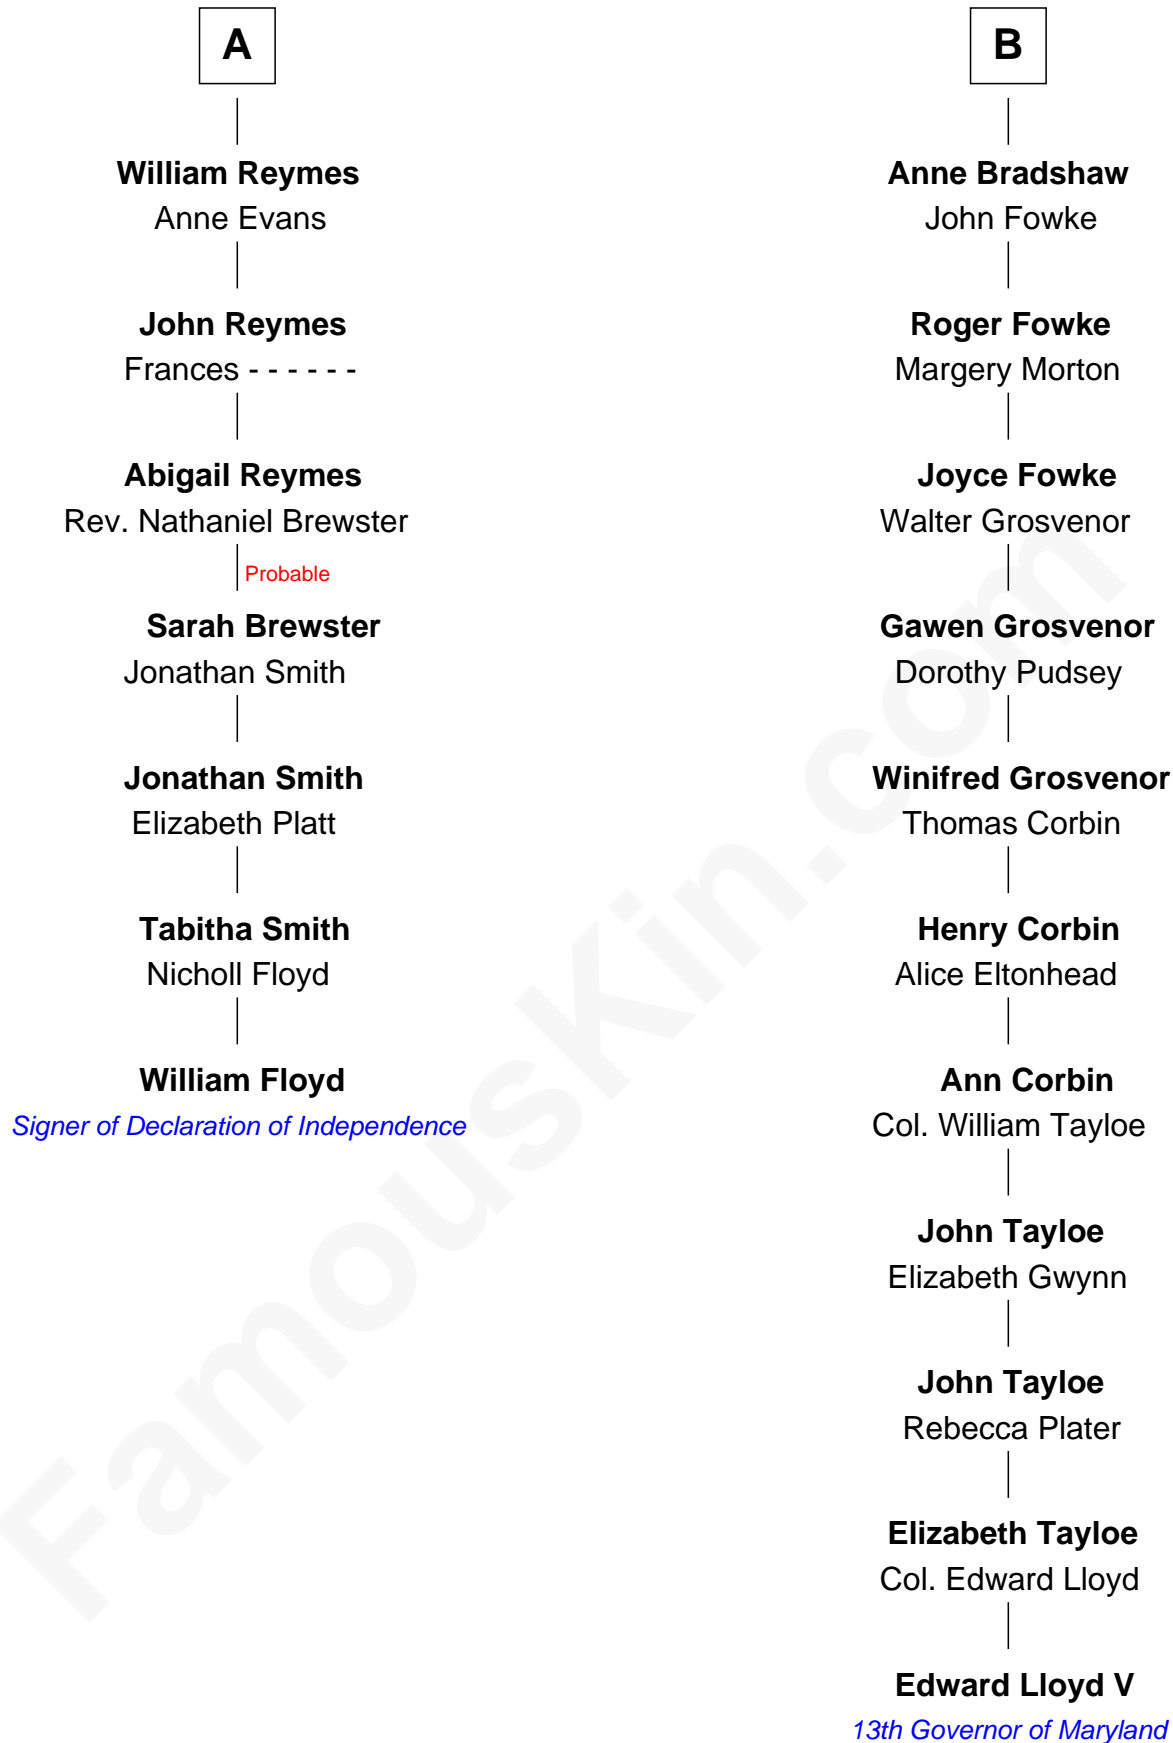 A
William Reymes
Anne Evans
John Reymes
Frances - - - - - -
Abigail Reymes
Rev. Nathaniel Brewster
Probable
Sarah Brewster
Jonathan Smith
Jonathan Smith
Elizabeth Platt
Tabitha Smith
Nicholl Floyd
William Floyd
Signer of Declaration of Independence
B
Anne Bradshaw
John Fowke
Roger Fowke
Margery Morton
Joyce Fowke
Walter Grosvenor
Gawen Grosvenor
Dorothy Pudsey
Winifred Grosvenor
Thomas Corbin
Henry Corbin
Alice Eltonhead
Ann Corbin
Col. William Tayloe
John Tayloe
Elizabeth Gwynn
John Tayloe
Rebecca Plater
Elizabeth Tayloe
Col. Edward Lloyd
Edward Lloyd V
13th Governor of Maryland
FamousKin.com